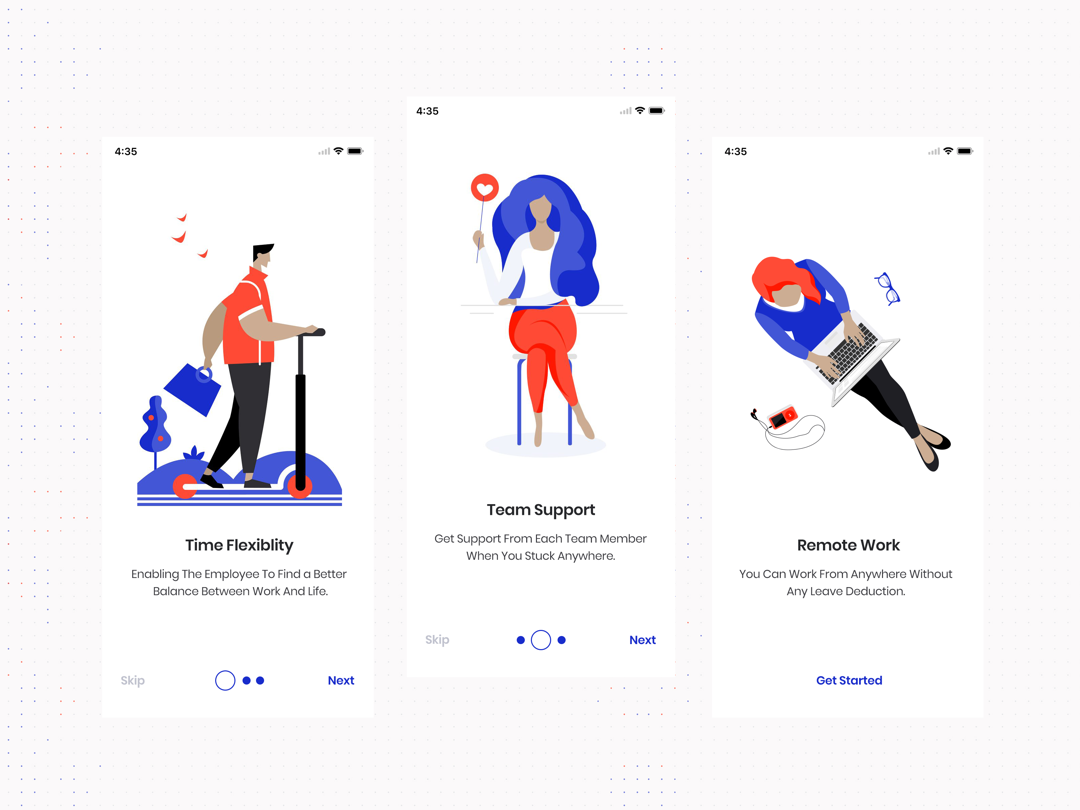 4:35
Time Flexiblity
Enabling The Employee To Find a Better
Balance Between Work And Life.
Skip
Next
4:35
Team Support
Get Support From Each Team Member
When You Stuck Anywhere.
Skip
Next
4:35
Remote Work
You Can Work From Anywhere Without
Any Leave Deduction.
Get Started